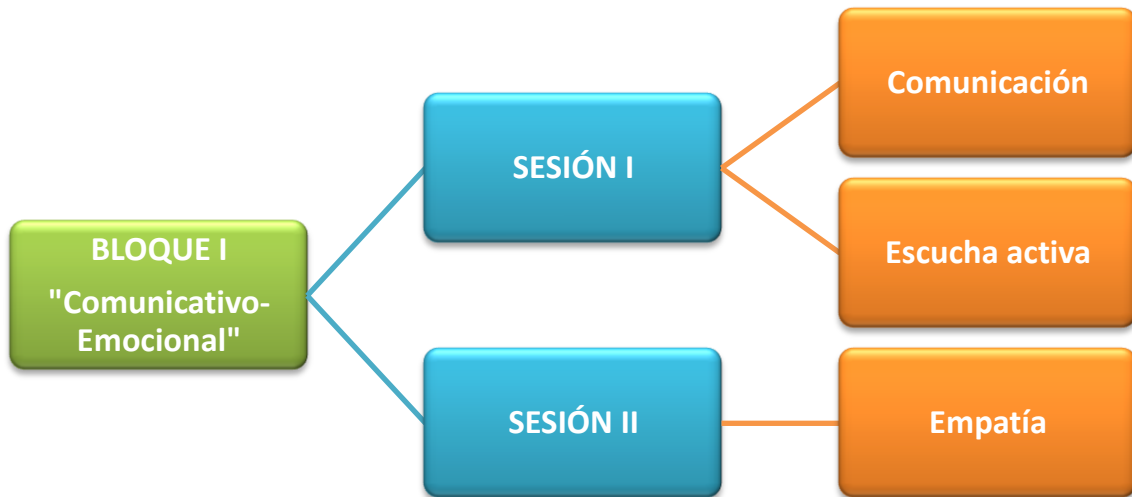 BLOQUE I
"Comunicativo-
Emocional"
SESIÓN I
Comunicación
Escucha activa
SESIÓN II
Empatía